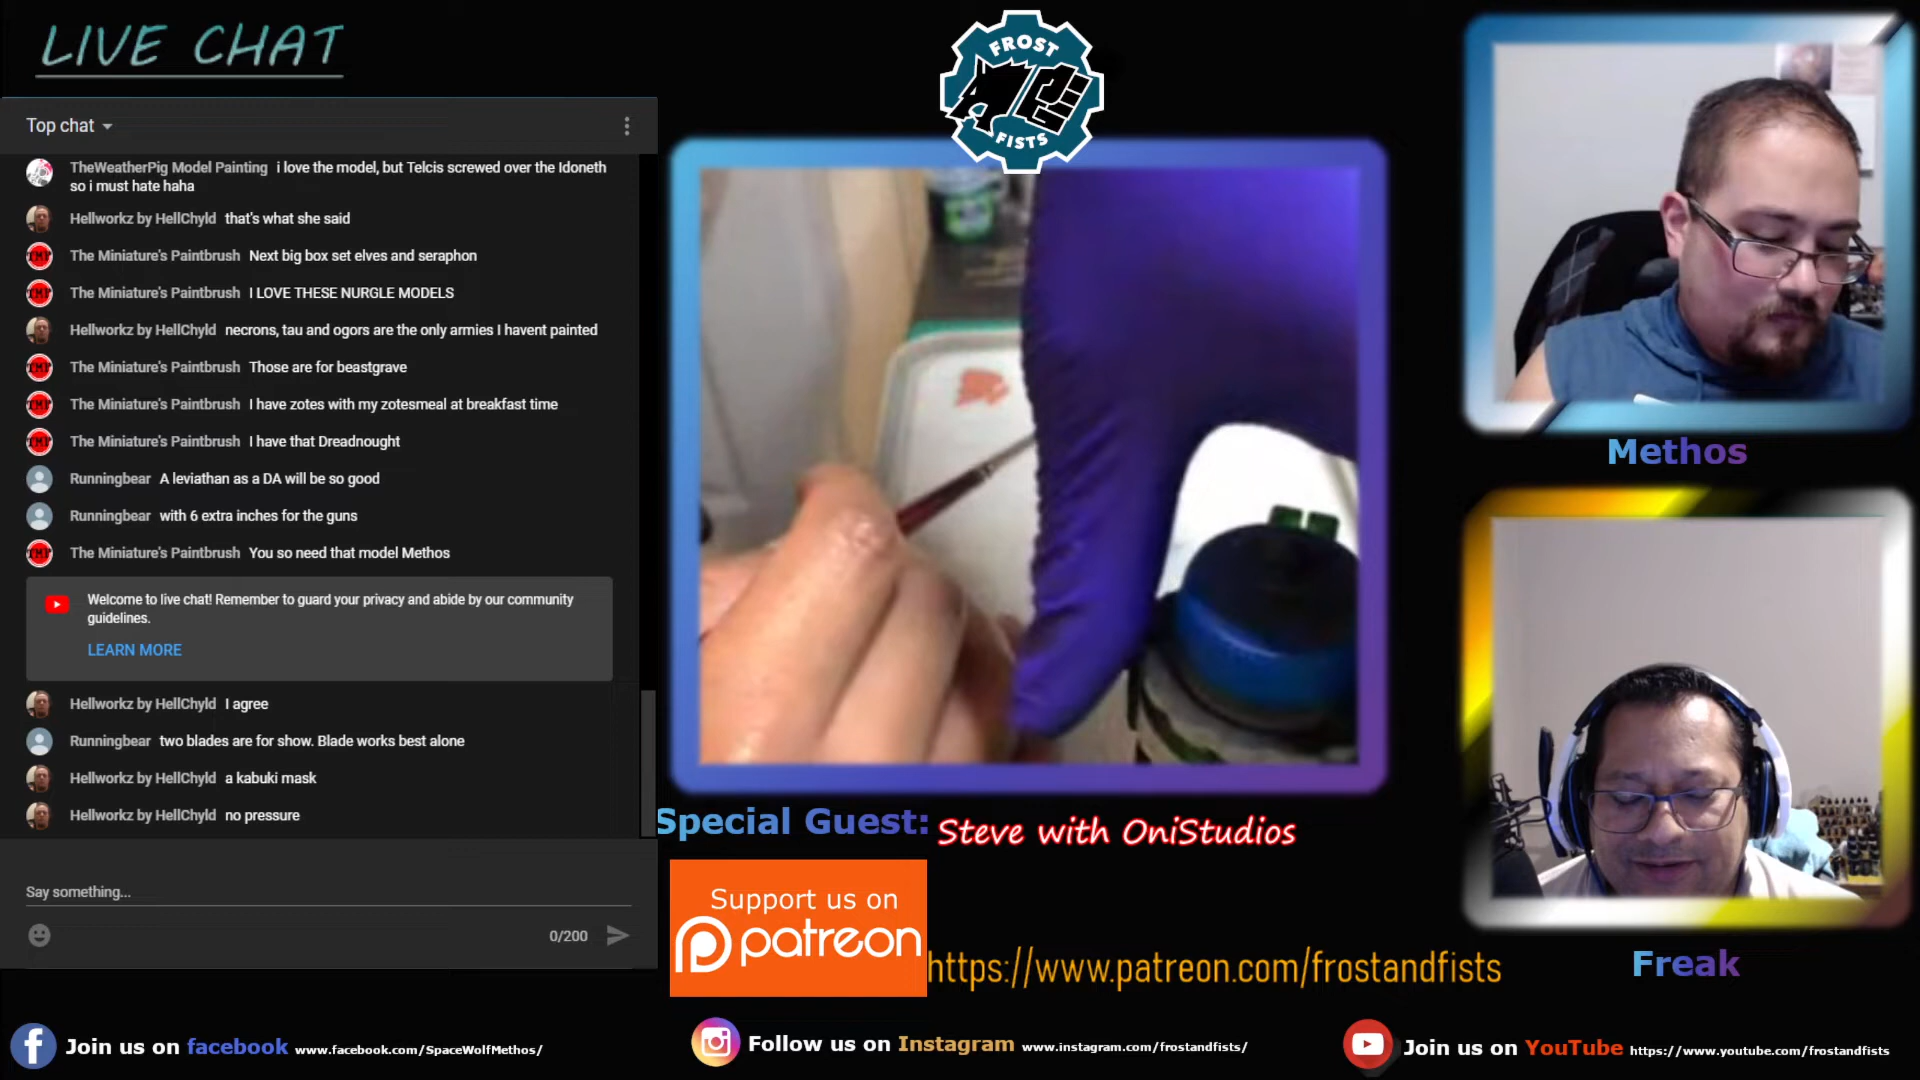 LIVE CHAT
Top chat
TheWeatherPig Model Painting i love the model, but Telcis screwed over the Idoneth
so i must hate haha
Hellworkz by HellChyld that's what she said
The Miniature's Paintbrush Next big box set elves and seraphon
The Miniature's Paintbrush I LOVE THESE NURGLE MODELS
Hellworkz by HellChyld necrons, tau and ogors are the only armies I havent painted
The Miniature's Paintbrush Those are for beastgrave
The Miniature's Paintbrush I have zotes with my zotesmeal at breakfast time
The Miniature's Paintbrush I have that Dreadnought
Runningbear A leviathan as a DA will be so good
Runningbear with 6 extra inches for the guns
The Miniature's Paintbrush You so need that model Methos
Welcome to live chat! Remember to guard your privacy and abide by our community
guidelines.
LEARN MORE
Hellworkz by HellChyld I agree
Runningbear two blades are for show. Blade works best alone
Hellworkz by HellChyld a kabuki mask
Hellworkz by HellChyld no pressure
Say something...
0/200
FROST
FISTS
Methos
Freak
Special Guest: Steve with OniStudios
Support us on
patreon
https://www.patreon.com/frostandfists
Join us on facebook www.facebook.com/SpaceWolfMethos/
Follow us on Instagram www.instagram.com/frostandfists/
Join us on YouTube https://www.youtube.com/frostandfists